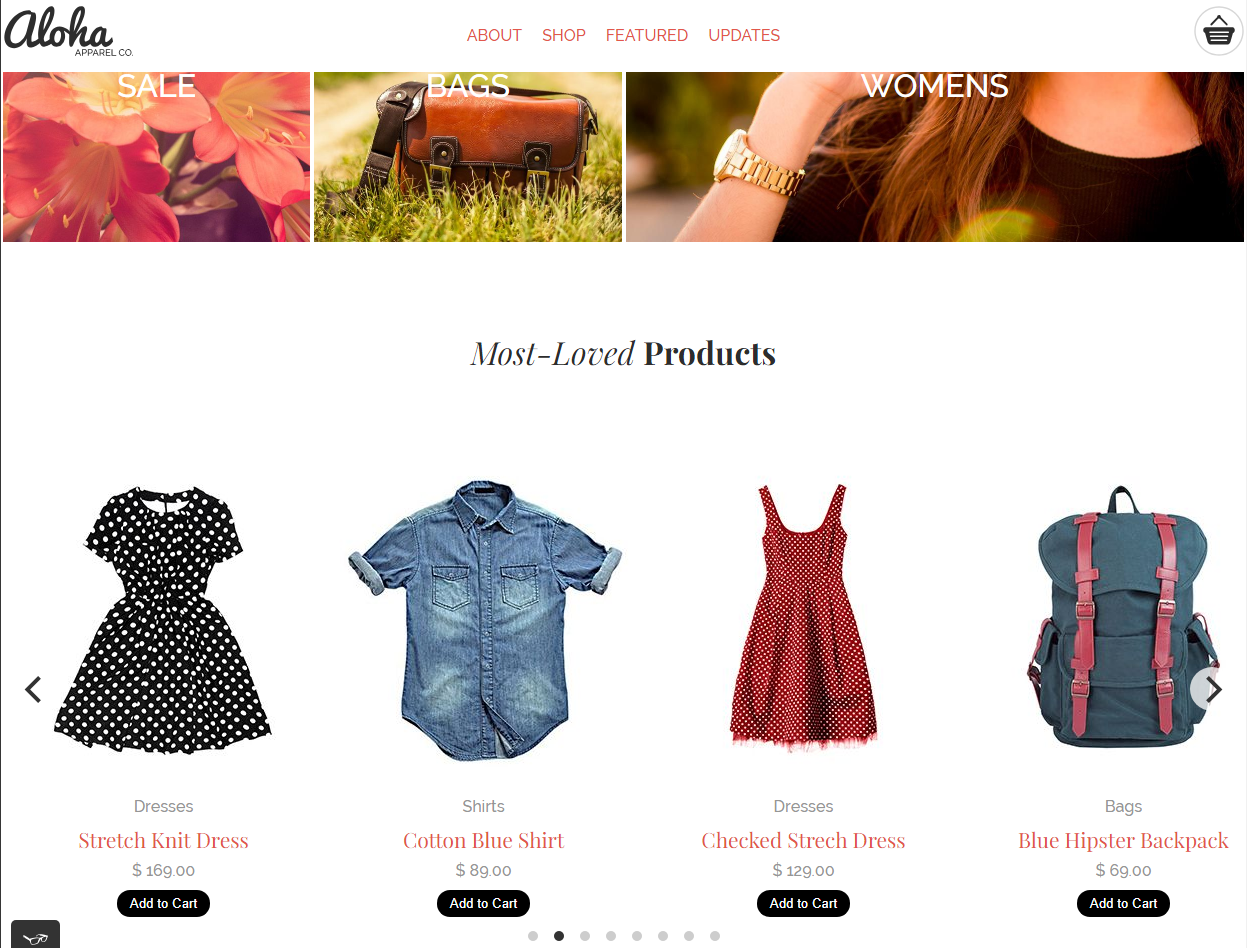 Aloha
APPAREL CO.
ABOUT SHOP FEATURED UPDATES
SALE BAGS WOMENS
Most-Loved Products
Dresses Shirts Dresses Bags
Stretch Knit Dress Cotton Blue Shirt Checked Strech Dress Blue Hipster Backpack
$ 169.00 $ 89.00 $ 129.00 $ 69.00
Add to Cart Add to Cart Add to Cart Add to Cart